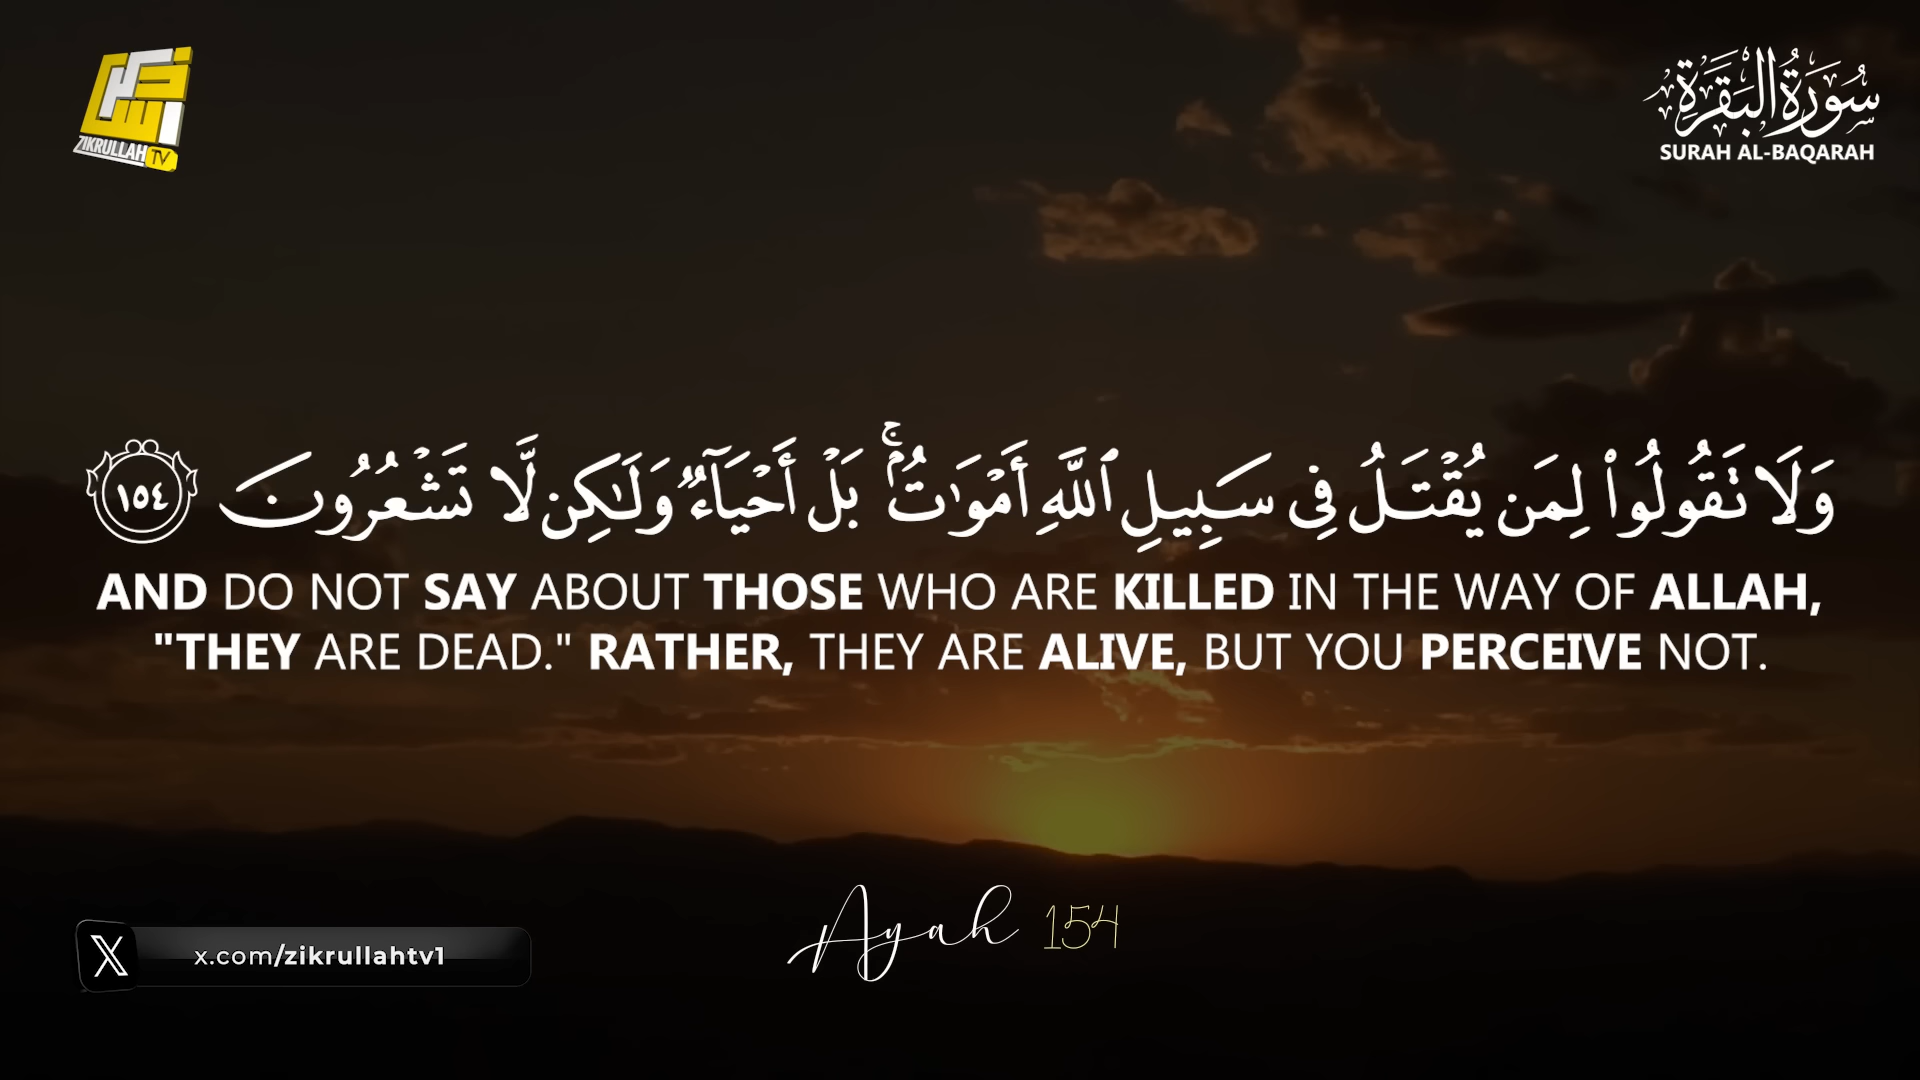 ذكر الله
ZIKRULLAH TV
سُورَةُ البَقَرَةِ
SURAH AL-BAQARAH
وَلَا تَقُولُوا۟ لِمَن يُقْتَلُ فِى سَبِيلِ ٱللَّهِ أَمْوَٰتٌۢ ۚ بَلْ أَحْيَآءٌ وَلَـٰكِن لَّا تَشْعُرُونَ ١٥٤
AND DO NOT SAY ABOUT THOSE WHO ARE KILLED IN THE WAY OF ALLAH,
"THEY ARE DEAD." RATHER, THEY ARE ALIVE, BUT YOU PERCEIVE NOT.
Ayah 154
X x.com/zikrullahtv1